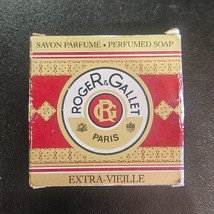 SAVON PARFUMÉ • PERFUMED SOAP
ROGER & GALLET
RG
PARIS
EXTRA-VIEILLE